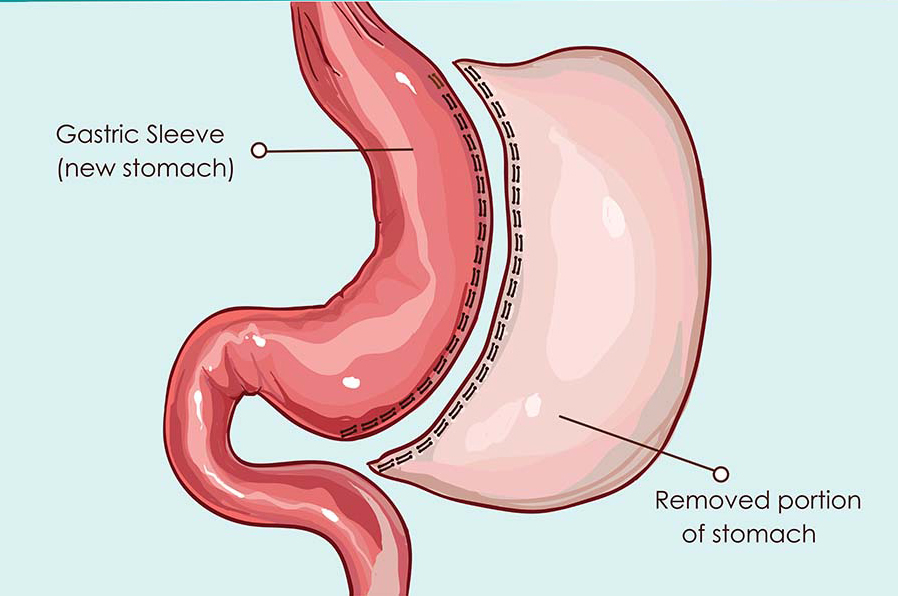 Gastric Sleeve
(new stomach)
Removed portion
of stomach